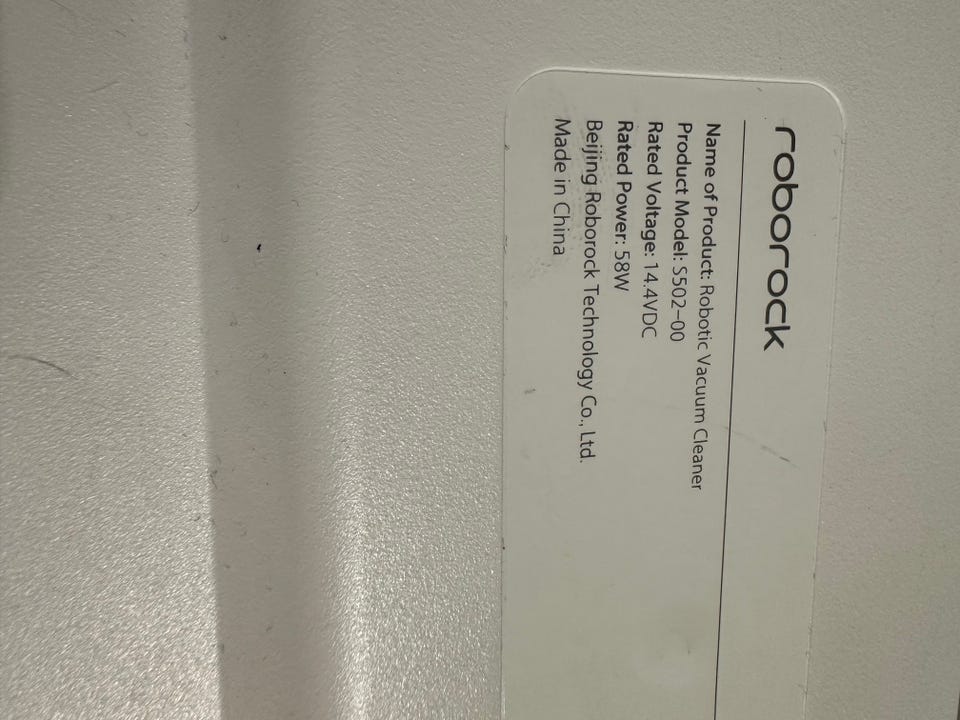 roborock
Name of Product: Robotic Vacuum Cleaner
Product Model: S502-00
Rated Voltage: 14.4VDC
Rated Power: 58W
Beijing Roborock Technology Co., Ltd.
Made in China